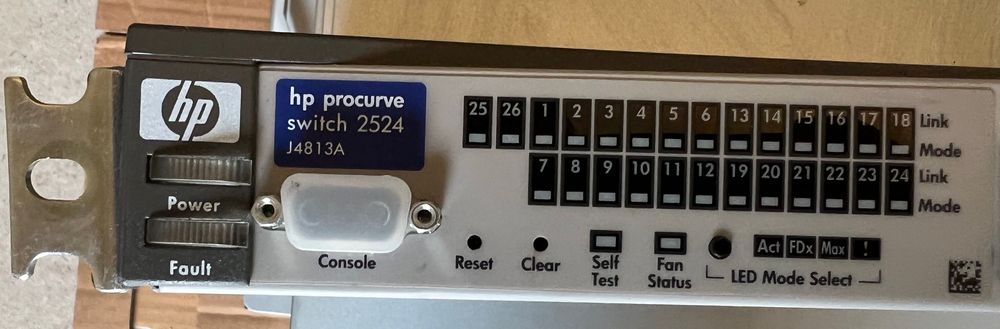 hp
hp procurve
switch 2524
J4813A
Power
Fault
Console
25 26 1 2 3 4 5 6 13 14 15 16 17 18 Link
Mode
7 8 9 10 11 12 19 20 21 22 23 24 Link
Mode
Reset
Clear
Self
Test
Fan
Status
Act FDx Max !
LED Mode Select